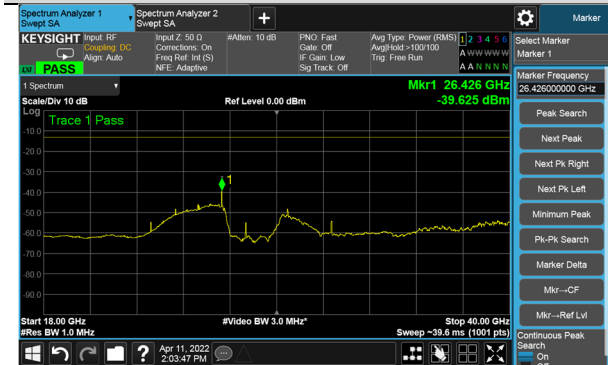 Spectrum Analyzer 1
Swept SA
Spectrum Analyzer 2
Swept SA
+
Marker
KEYSIGHT
Input: RF
Coupling: DC
Align: Auto
Input Z: 50 Ω
Corrections: On
Freq Ref: Int (S)
NFE: Adaptive
#Atten: 10 dB
PNO: Fast
Gate: Off
IF Gain: Low
Sig Track: Off
Avg Type: Power (RMS)
Avg|Hold:>100/100
Trig: Free Run
1 2 3 4 5 6
A W W W W W
A A N N N N
PASS
Select Marker
Marker 1
1 Spectrum
Mkr1 26.426 GHz
Scale/Div 10 dB
Ref Level 0.00 dBm
-39.625 dBm
Marker Frequency
26.426000000 GHz
Log
Trace 1 Pass
-10.0
-20.0
-30.0
1
-40.0
-50.0
-60.0
-70.0
-80.0
-90.0
Peak Search
Next Peak
Next Pk Right
Next Pk Left
Minimum Peak
Pk-Pk Search
Marker Delta
Mkr→CF
Mkr→Ref Lvl
Continuous Peak
Search
On
Start 18.00 GHz
#Video BW 3.0 MHz*
Stop 40.00 GHz
#Res BW 1.0 MHz
Sweep ~39.6 ms (1001 pts)
?
Apr 11, 2022
2:03:47 PM